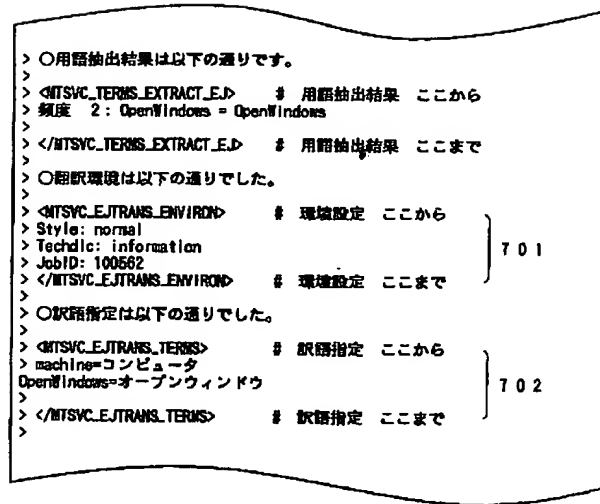 > 〇用語抽出結果は以下の通りです。
>
> <MTSVC_TERMS_EXTRACT_EJ> # 用語抽出結果 ここから
> 頻度 2: OpenWindows = OpenWindows
>
> </MTSVC_TERMS_EXTRACT_EJ> # 用語抽出結果 ここまで
>
> 〇翻訳環境は以下の通りでした。
>
> <MTSVC_EJTRANS_ENVIRON> # 環境設定 ここから
> Style: normal
> Techdic: information
701
> JobID: 100562
> </MTSVC_EJTRANS_ENVIRON> # 環境設定 ここまで
>
> 〇訳語指定は以下の通りでした。
>
> <MTSVC_EJTRANS_TERMS> # 訳語指定 ここから
> machine=コンピュータ
OpenWindows=オープンウィンドウ
702
>
> </MTSVC_EJTRANS_TERMS> # 訳語指定 ここまで
>